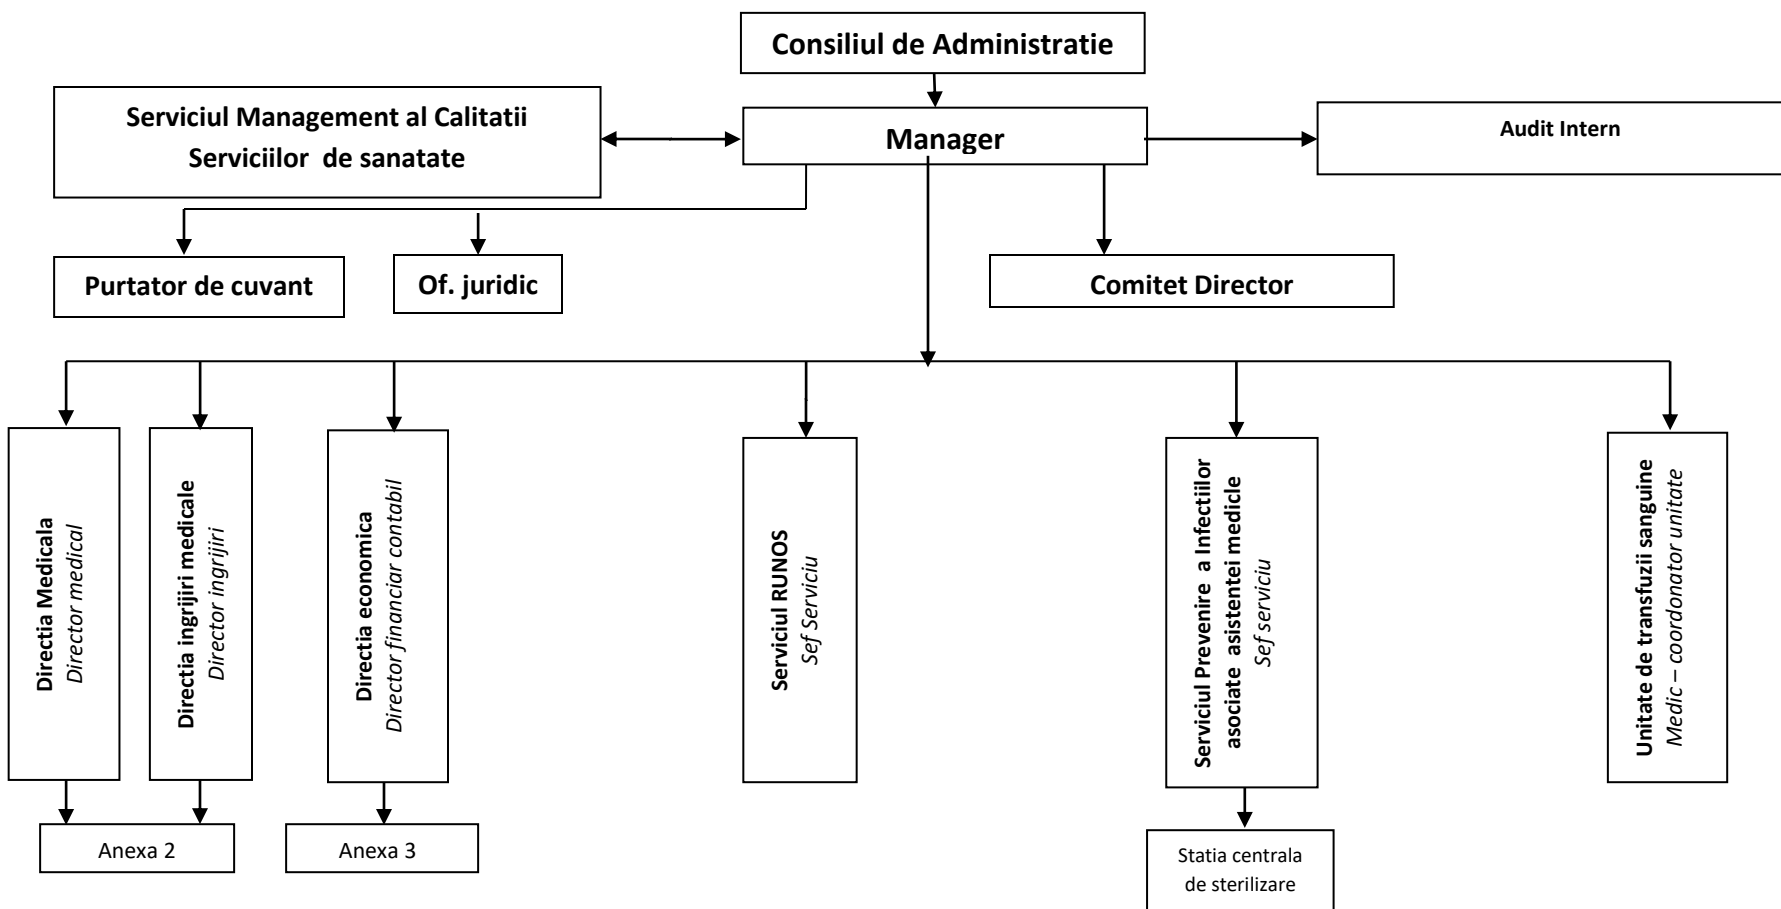 Consiliul de Administratie
Serviciul Management al Calitatii
Serviciilor de sanatate
Manager
Audit Intern
Purtator de cuvant
Of. juridic
Comitet Director
Directia Medicala
Director medical
Directia ingrijiri medicale
Director ingrijiri
Directia economica
Director financiar contabil
Serviciul RUNOS
Sef Serviciu
Serviciul Prevenire a Infectiilor
asociate asistentei medicle
Sef serviciu
Unitate de transfuzii sanguine
Medic – coordonator unitate
Anexa 2
Anexa 3
Statia centrala
de sterilizare